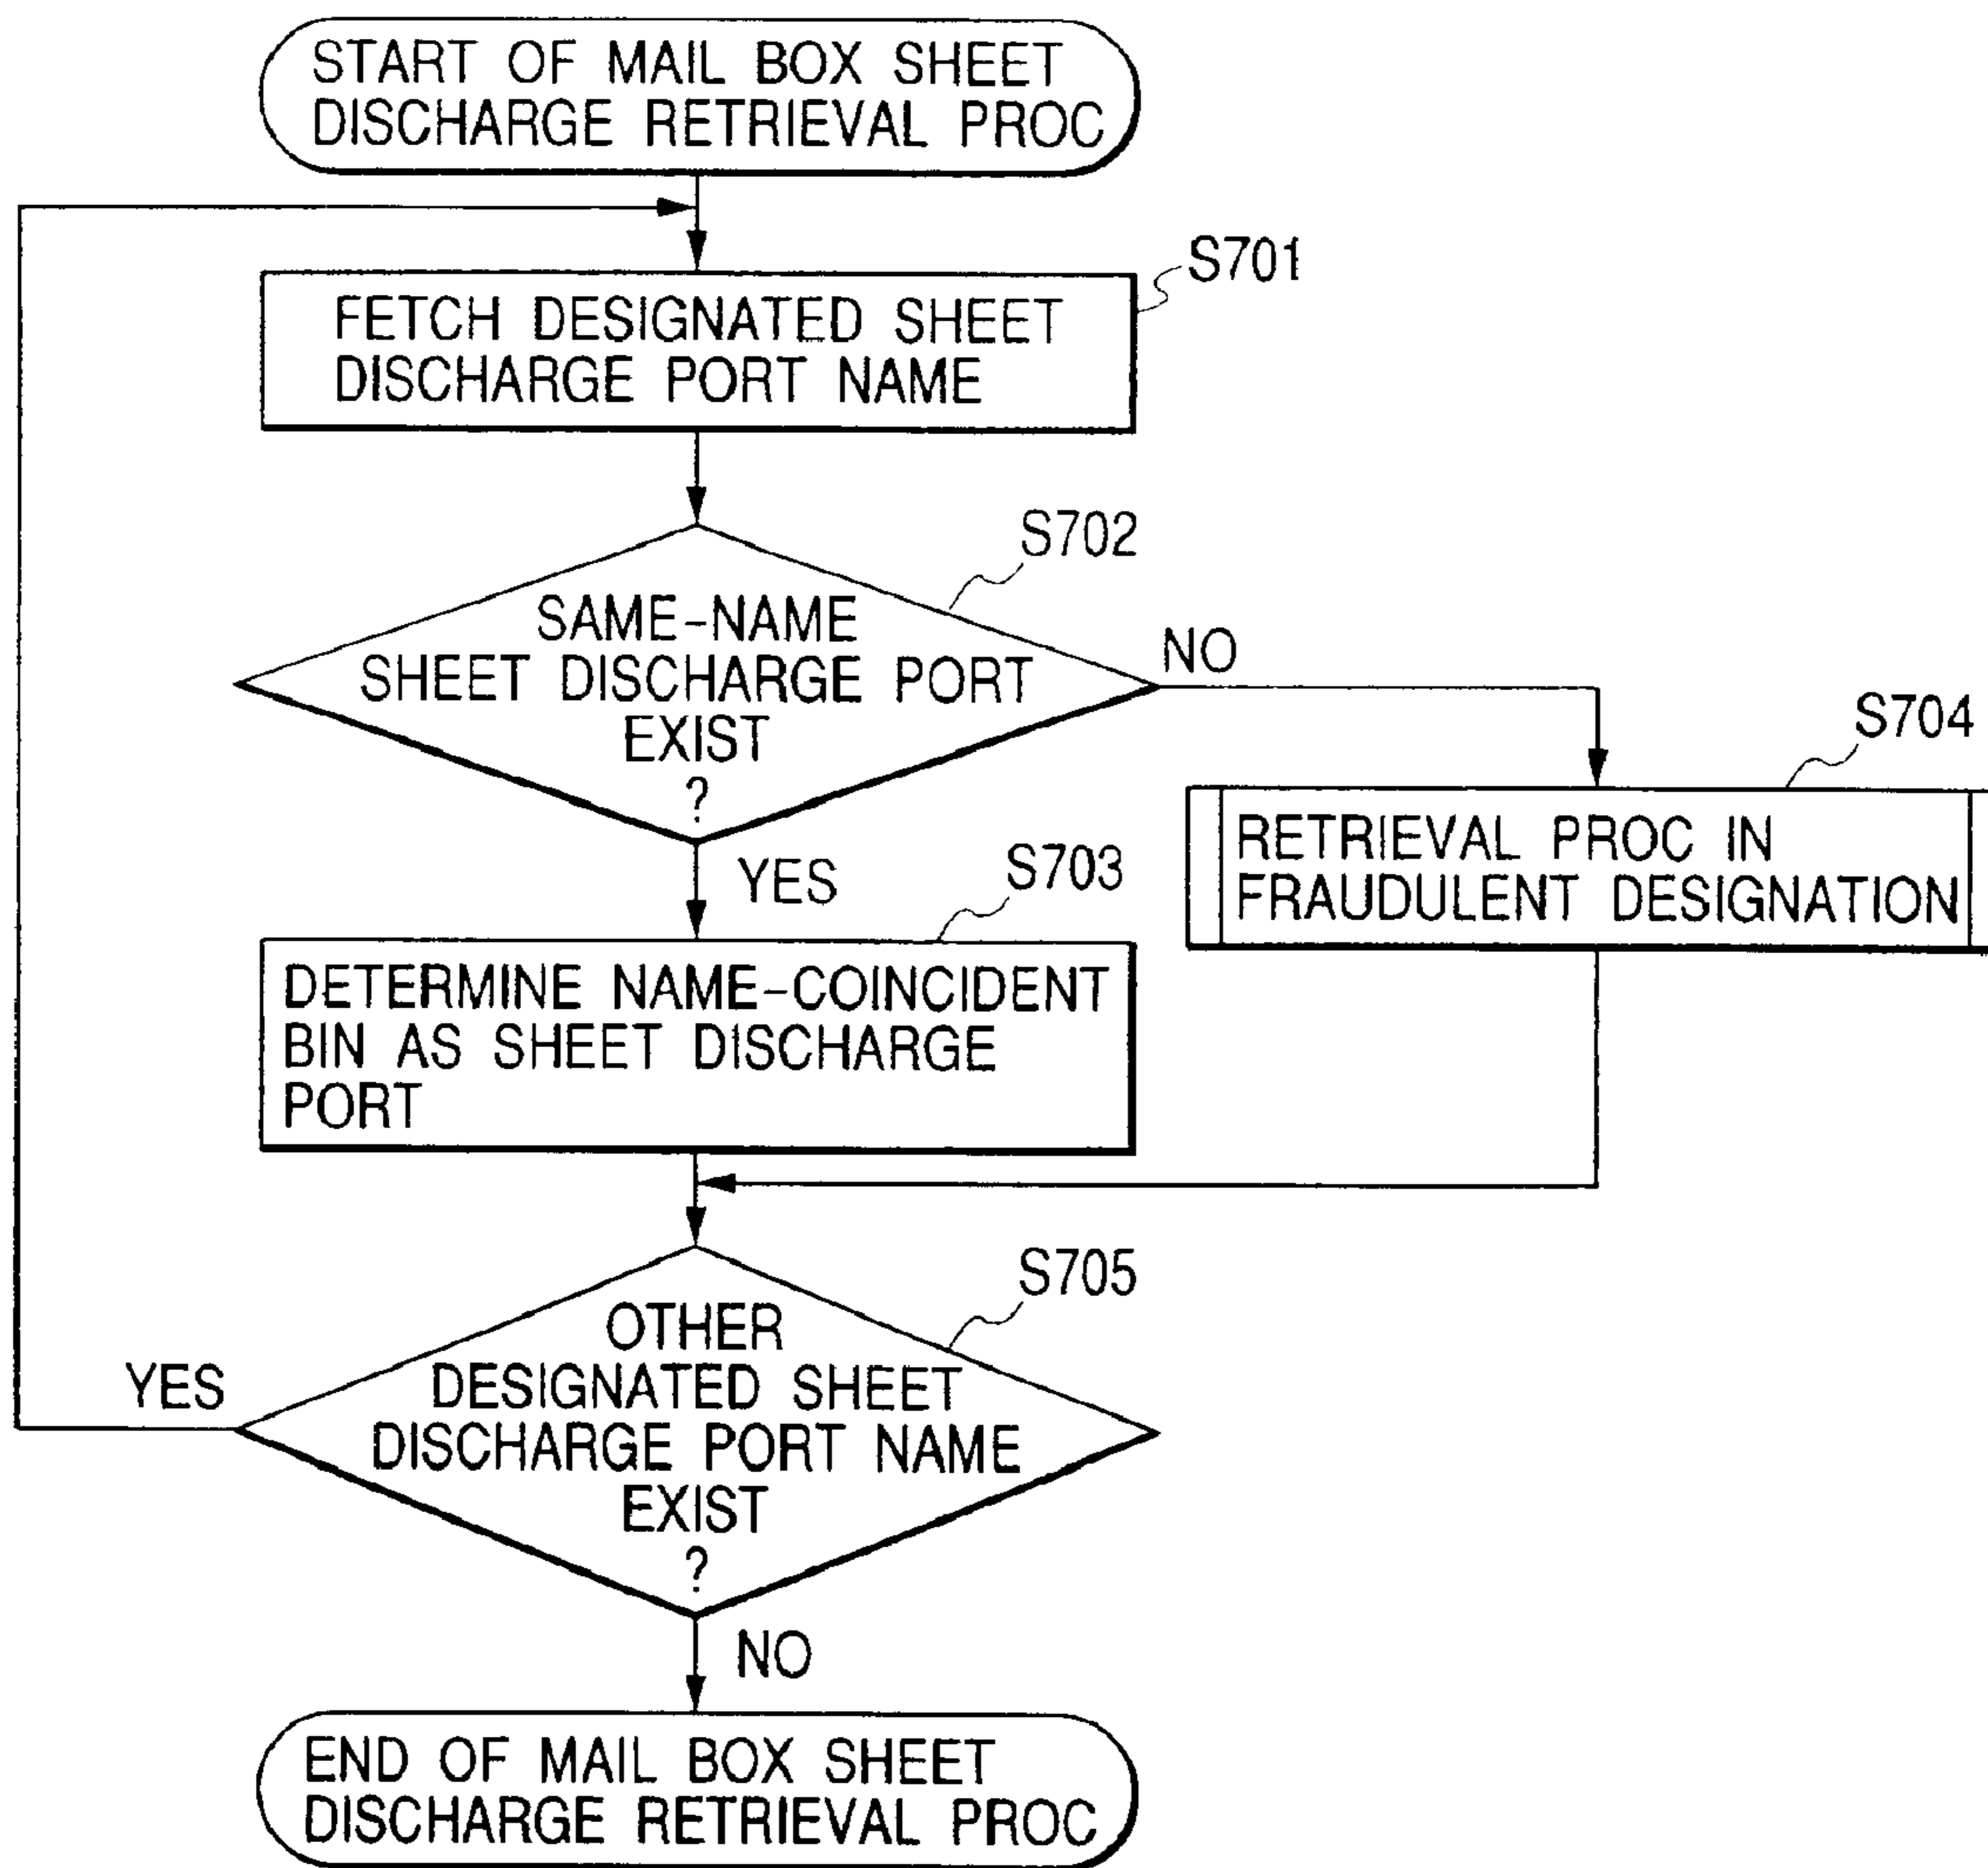 START OF MAIL BOX SHEET
DISCHARGE RETRIEVAL PROC
S701
FETCH DESIGNATED SHEET
DISCHARGE PORT NAME
S702
SAME-NAME
SHEET DISCHARGE PORT
EXIST
?
NO
S704
RETRIEVAL PROC IN
FRAUDULENT DESIGNATION
YES
S703
DETERMINE NAME-COINCIDENT
BIN AS SHEET DISCHARGE
PORT
S705
OTHER
DESIGNATED SHEET
DISCHARGE PORT NAME
EXIST
?
YES
NO
END OF MAIL BOX SHEET
DISCHARGE RETRIEVAL PROC